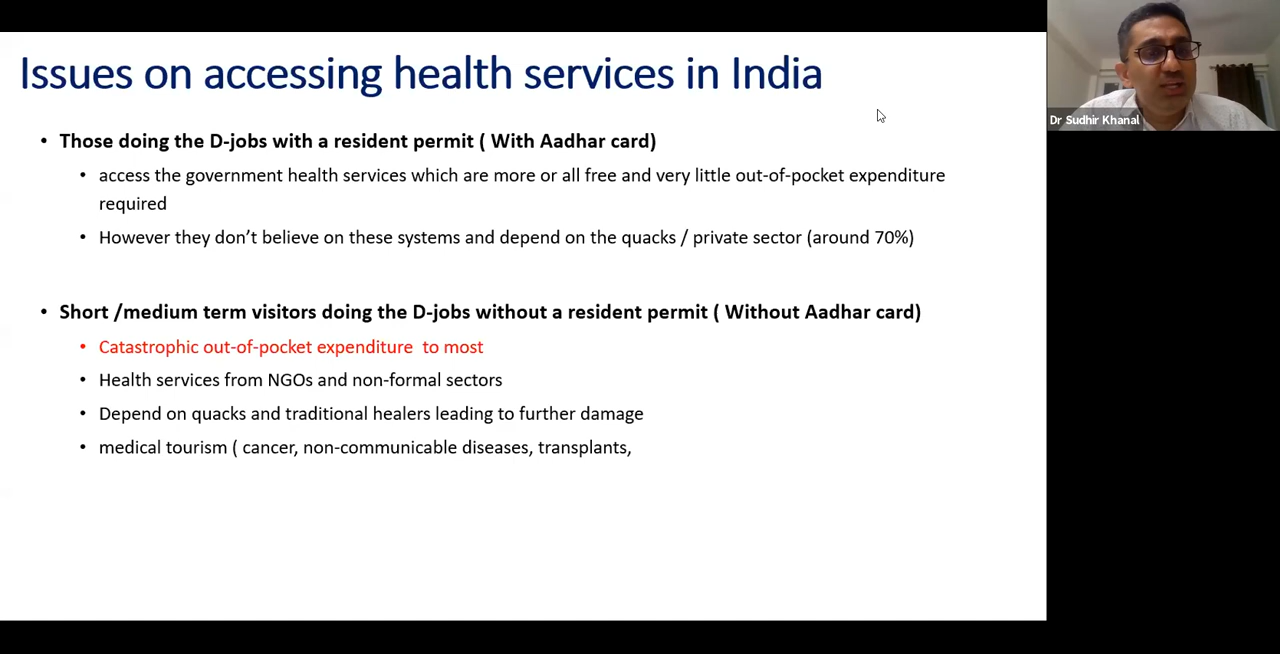 Issues on accessing health services in India
Dr Sudhir Khanal
• Those doing the D-jobs with a resident permit ( With Aadhar card)
• access the government health services which are more or all free and very little out-of-pocket expenditure
required
• However they don’t believe on these systems and depend on the quacks / private sector (around 70%)
• Short /medium term visitors doing the D-jobs without a resident permit ( Without Aadhar card)
• Catastrophic out-of-pocket expenditure  to most
• Health services from NGOs and non-formal sectors
• Depend on quacks and traditional healers leading to further damage
• medical tourism ( cancer, non-communicable diseases, transplants,